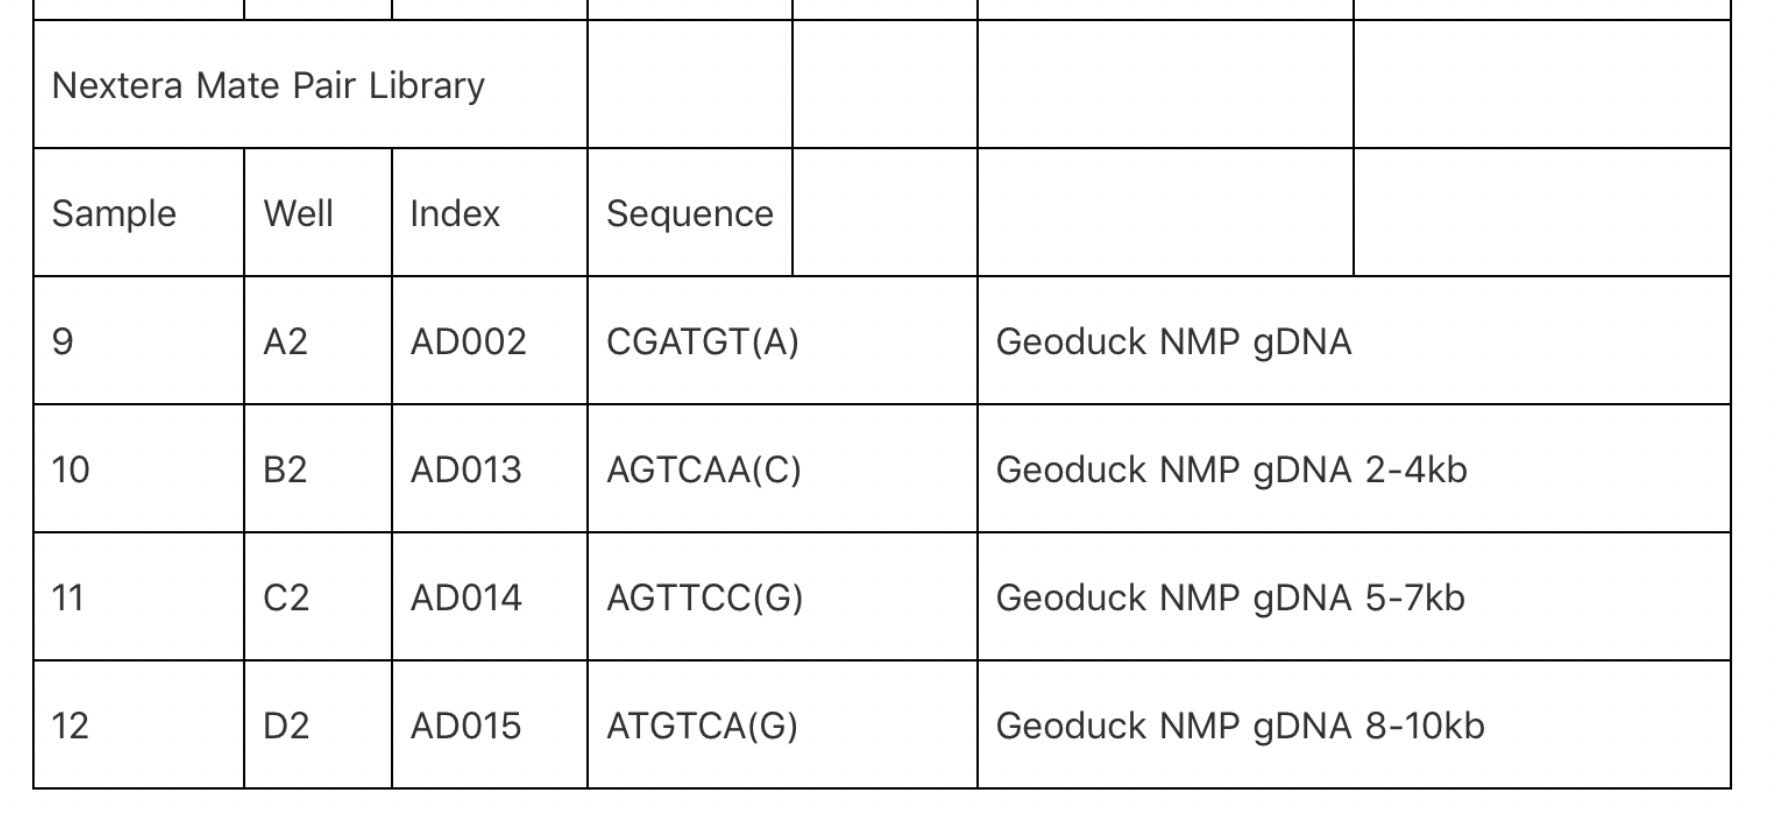 Nextera Mate Pair Library
Sample Well Index Sequence
9 A2 AD002 CGATGT(A) Geoduck NMP gDNA
10 B2 AD013 AGTCAA(C) Geoduck NMP gDNA 2-4kb
11 C2 AD014 AGTTCC(G) Geoduck NMP gDNA 5-7kb
12 D2 AD015 ATGTCA(G) Geoduck NMP gDNA 8-10kb